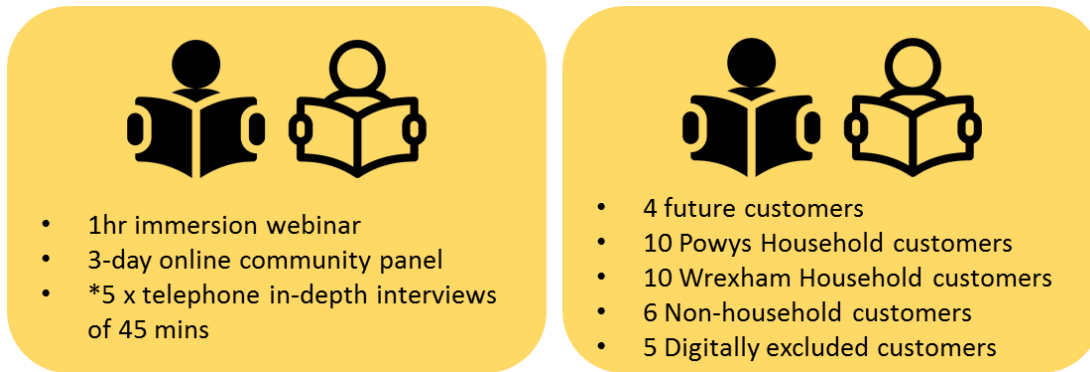 • 1hr immersion webinar
• 3-day online community panel
• *5 x telephone in-depth interviews
of 45 mins
• 4 future customers
• 10 Powys Household customers
• 10 Wrexham Household customers
• 6 Non-household customers
• 5 Digitally excluded customers